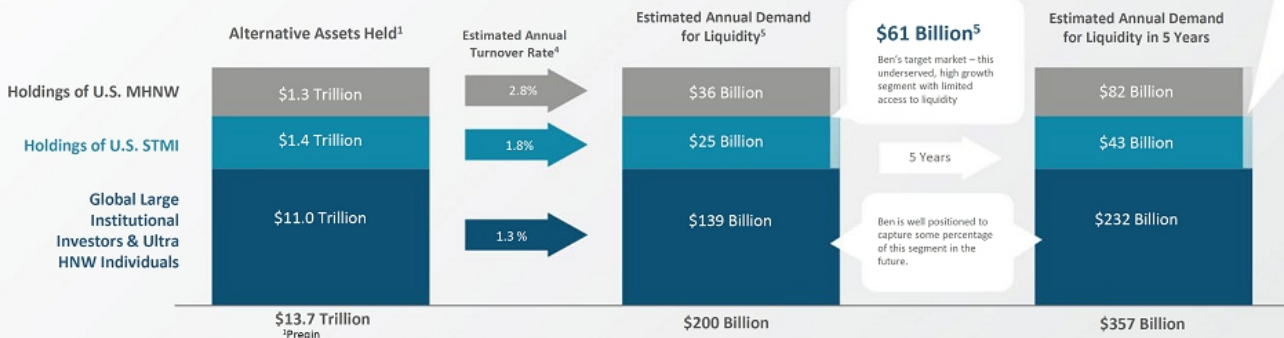 Alternative Assets Held¹
Estimated Annual
Turnover Rate⁴
Estimated Annual Demand
for Liquidity⁵
$61 Billion⁵
Ben's target market – this
underserved, high growth
segment with limited
access to liquidity
Estimated Annual Demand
for Liquidity in 5 Years
Holdings of U.S. MHNW
$1.3 Trillion
2.8%
$36 Billion
$82 Billion
Holdings of U.S. STMI
$1.4 Trillion
1.8%
$25 Billion
5 Years
$43 Billion
Global Large
Institutional
Investors & Ultra
HNW Individuals
$11.0 Trillion
1.3 %
$139 Billion
Ben is well positioned to
capture some percentage
of this segment in the
future.
$232 Billion
$13.7 Trillion
¹Preqin
$200 Billion
$357 Billion